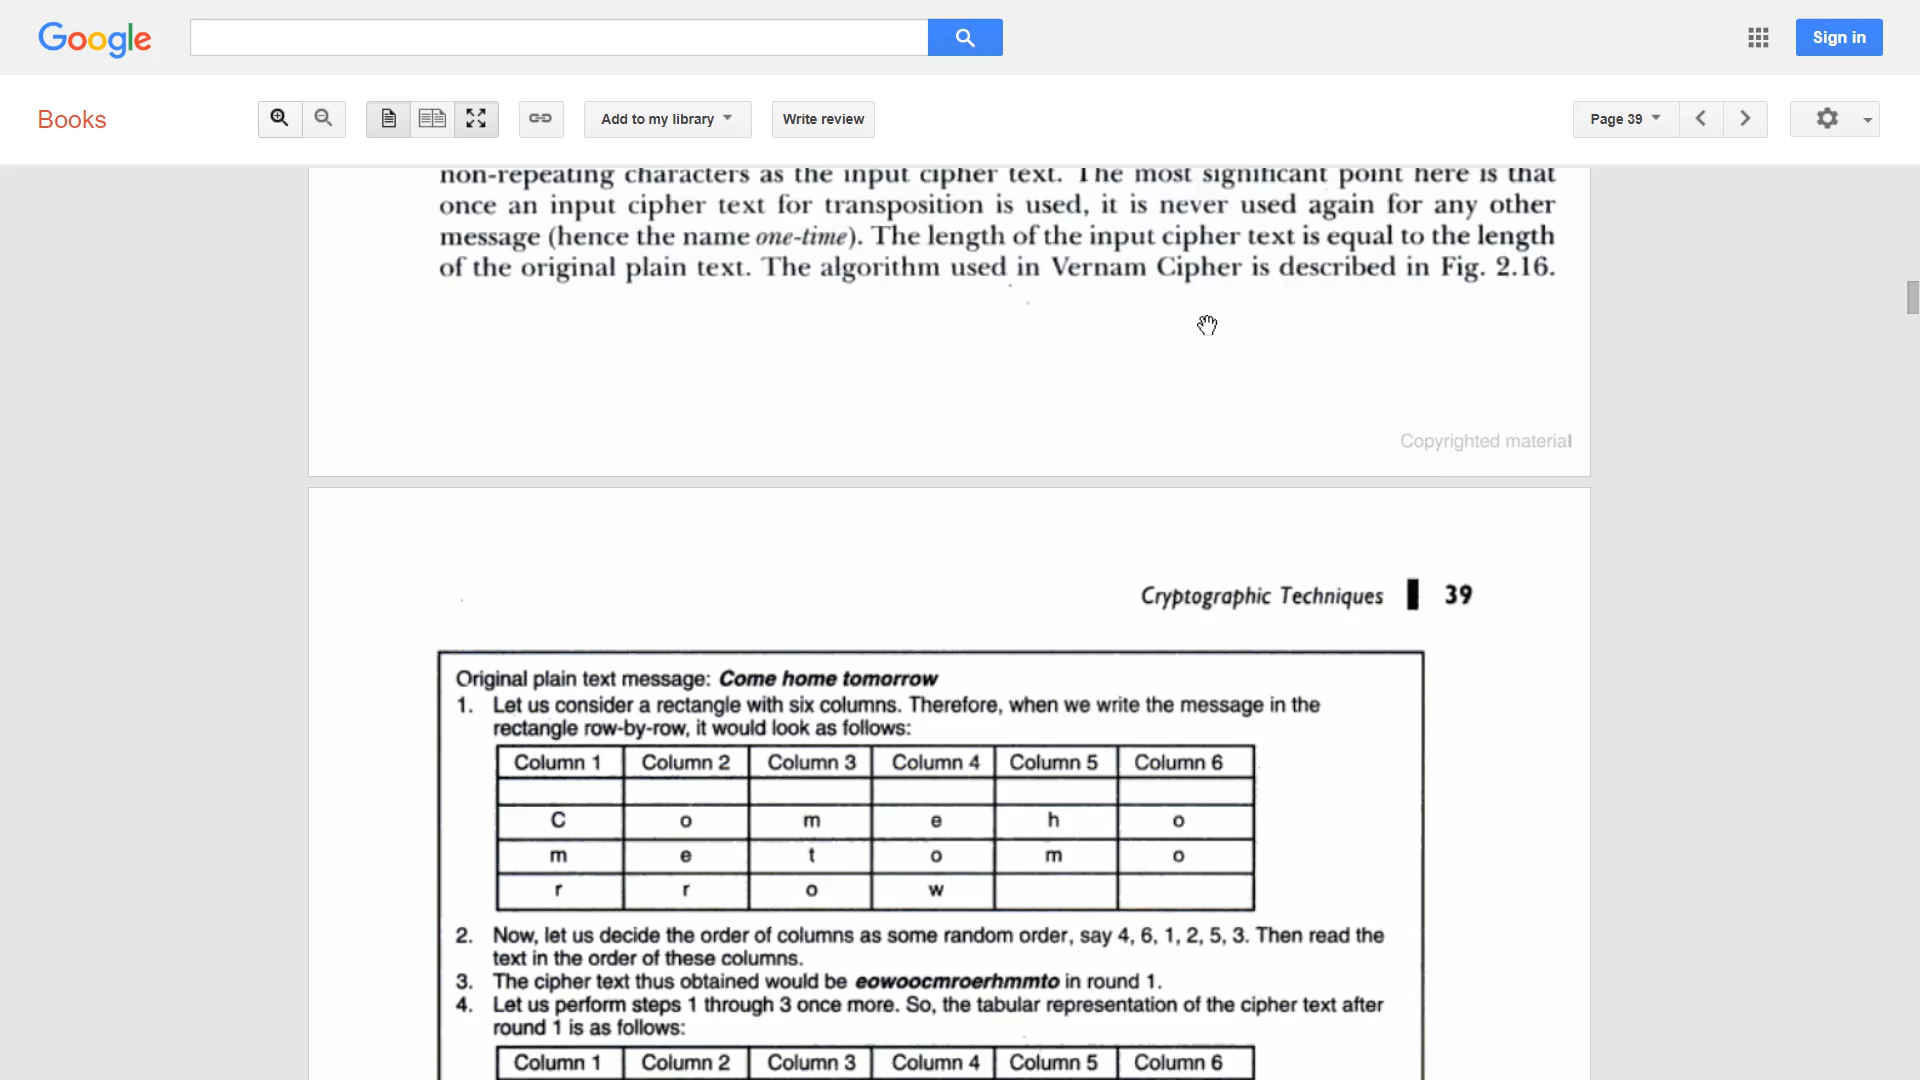 Google
Sign in
Books
Add to my library
Write review
Page 39
non-repeating characters as the input cipher text. The most significant point here is that
once an input cipher text for transposition is used, it is never used again for any other
message (hence the name one-time). The length of the input cipher text is equal to the length
of the original plain text. The algorithm used in Vernam Cipher is described in Fig. 2.16.
Copyrighted material
Cryptographic Techniques 39
Original plain text message: Come home tomorrow
1. Let us consider a rectangle with six columns. Therefore, when we write the message in the
rectangle row-by-row, it would look as follows:
Column 1 Column 2 Column 3 Column 4 Column 5 Column 6
C o m e h o
m e t o m o
r r o w
2. Now, let us decide the order of columns as some random order, say 4, 6, 1, 2, 5, 3. Then read the
text in the order of these columns.
3. The cipher text thus obtained would be eowoocmroerhmmto in round 1.
4. Let us perform steps 1 through 3 once more. So, the tabular representation of the cipher text after
round 1 is as follows:
Column 1 Column 2 Column 3 Column 4 Column 5 Column 6